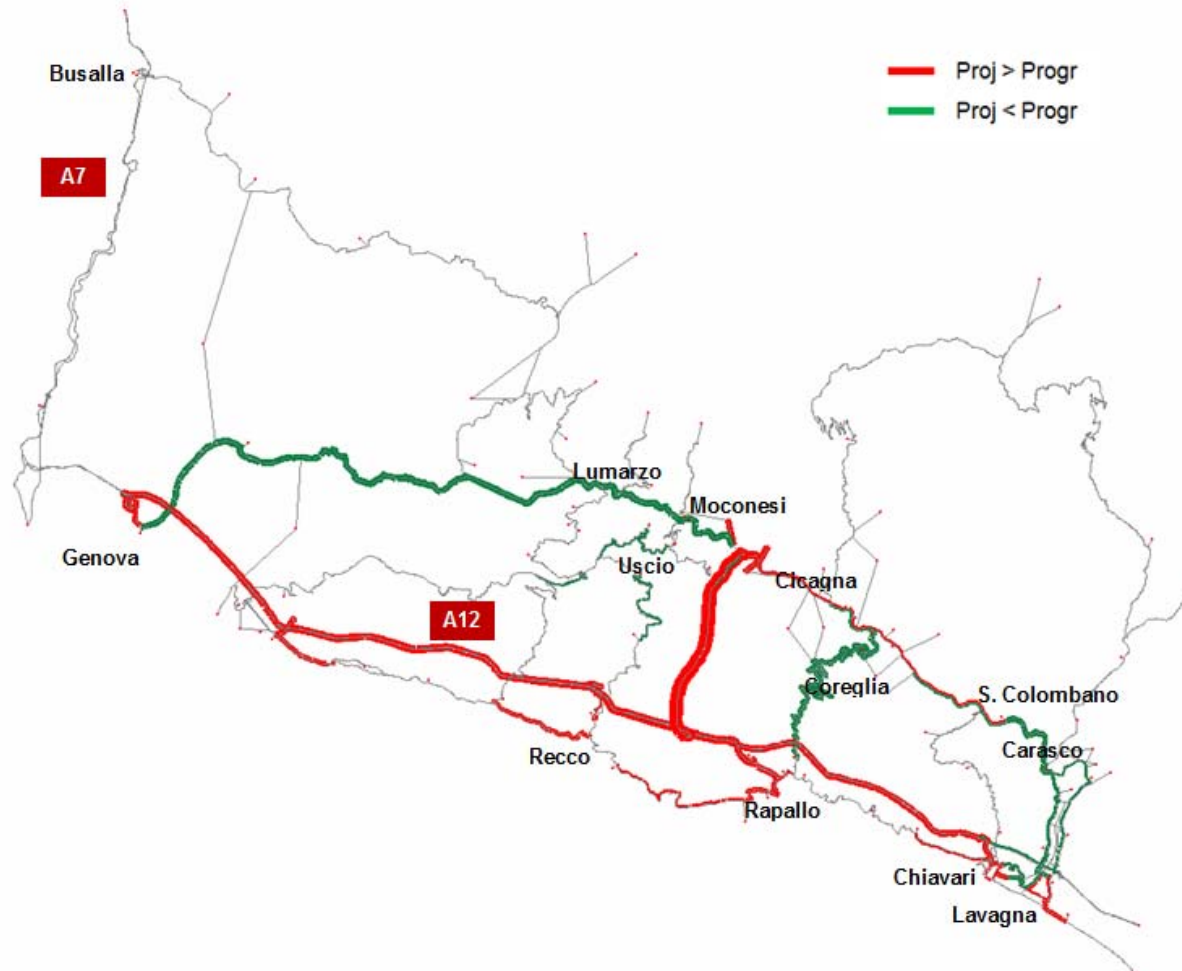 Busalla
Proj > Progr
Proj < Progr
A7
Lumarzo
Moconesi
Genova
Uscio
Cicagna
A12
Coreglia
S. Colombano
Recco
Carasco
Rapallo
Chiavari
Lavagna